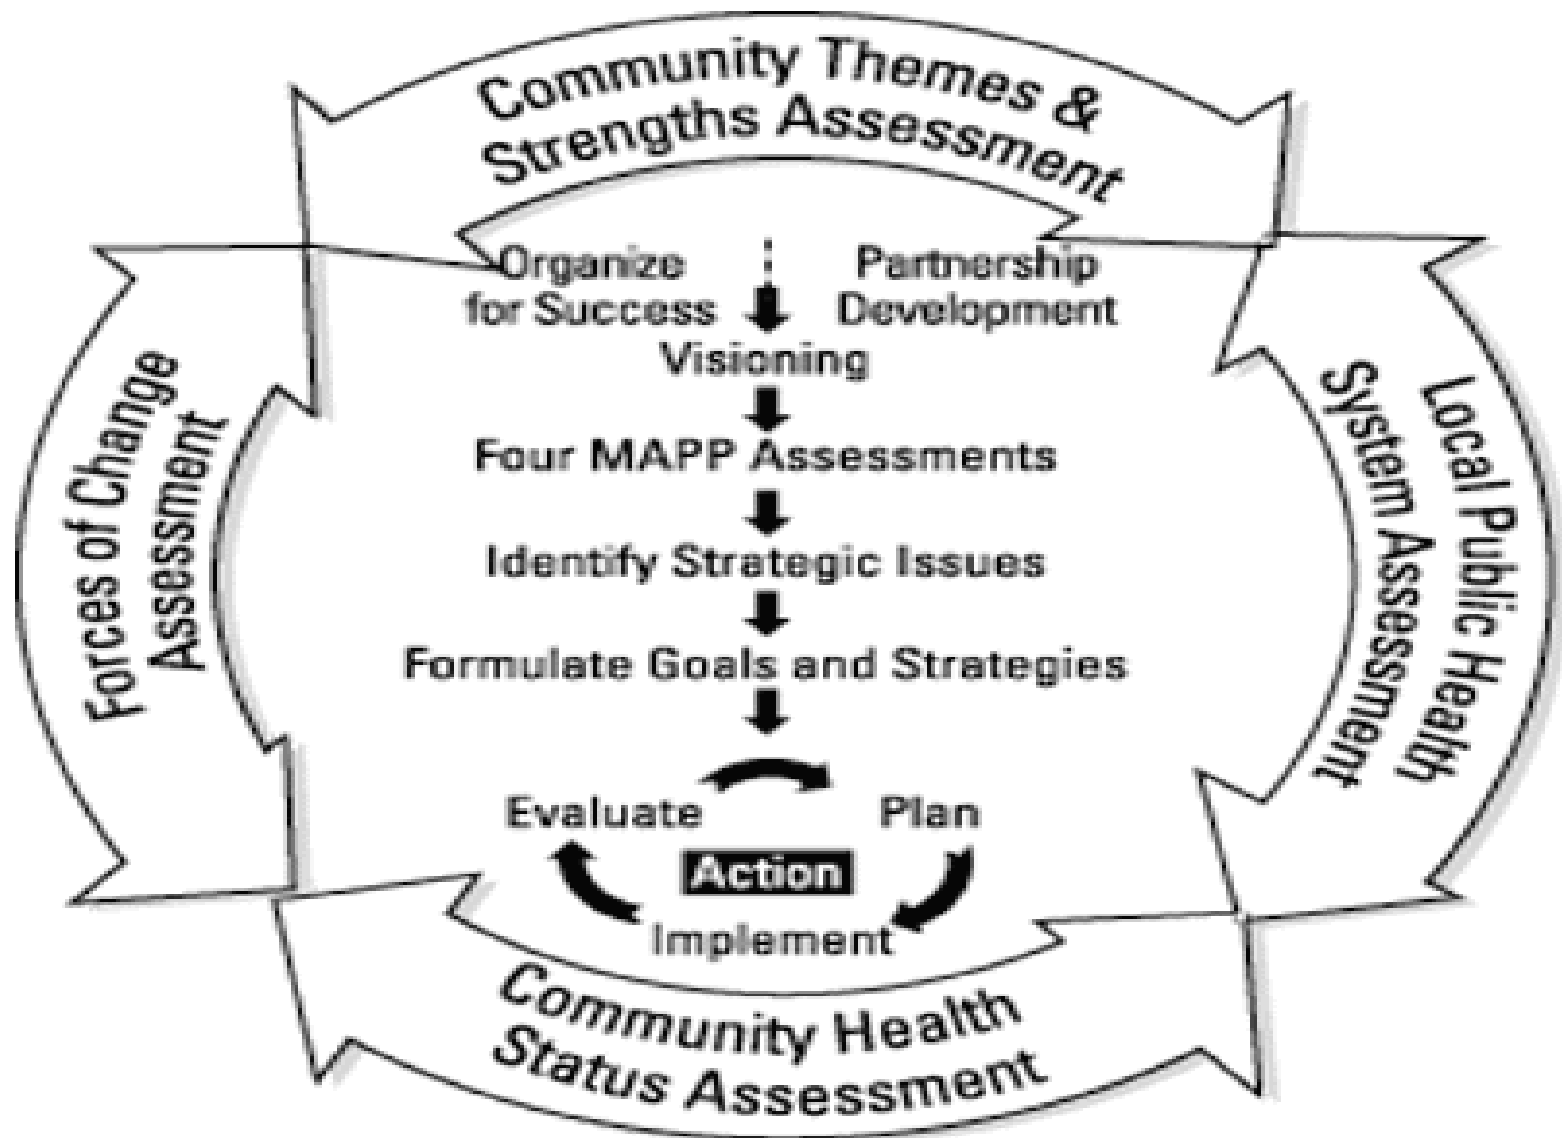 Community Themes &
Strengths Assessment
Organize
for Success
Partnership
Development
Visioning
Four MAPP Assessments
Identify Strategic Issues
Formulate Goals and Strategies
Evaluate
Plan
Action
Implement
Forces of Change
Assessment
Local Public Health
System Assessment
Community Health
Status Assessment